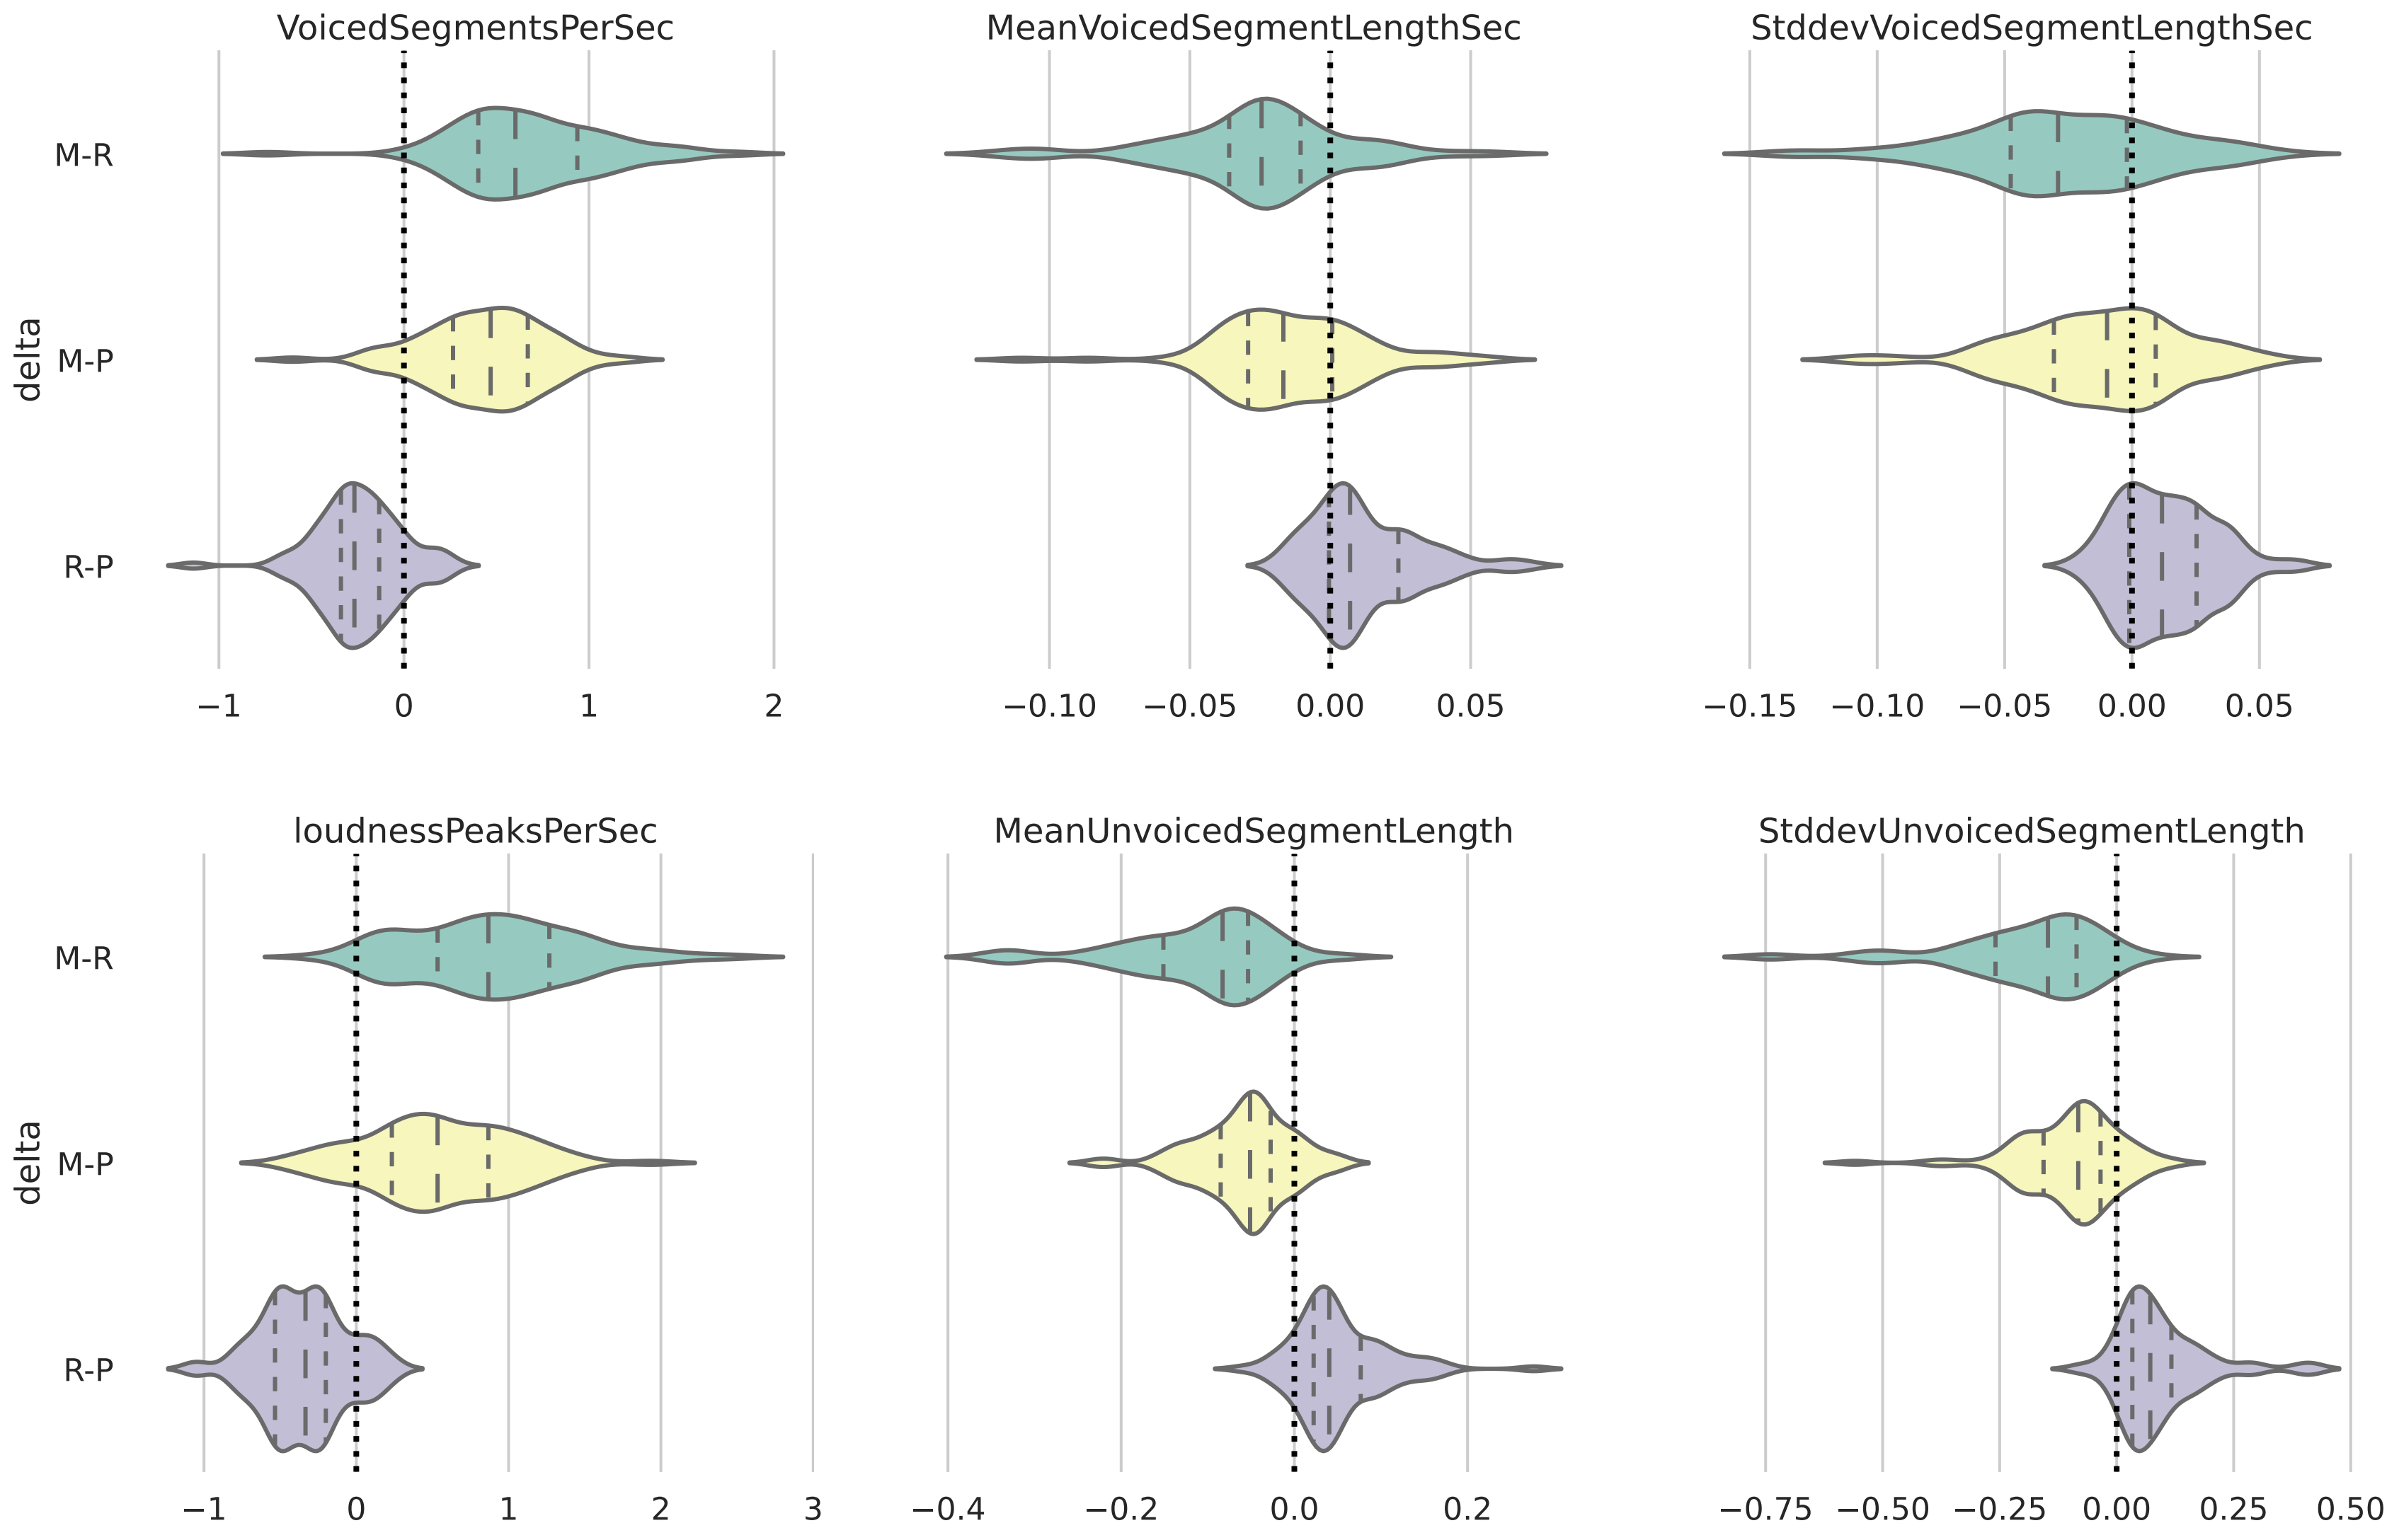 VoicedSegmentsPerSec MeanVoicedSegmentLengthSec StddevVoicedSegmentLengthSec
delta
M-R
M-P
R-P
−1 0 1 2 −0.10 −0.05 0.00 0.05 −0.15 −0.10 −0.05 0.00 0.05
loudnessPeaksPerSec MeanUnvoicedSegmentLength StddevUnvoicedSegmentLength
delta
M-R
M-P
R-P
−1 0 1 2 3 −0.4 −0.2 0.0 0.2 −0.75 −0.50 −0.25 0.00 0.25 0.50